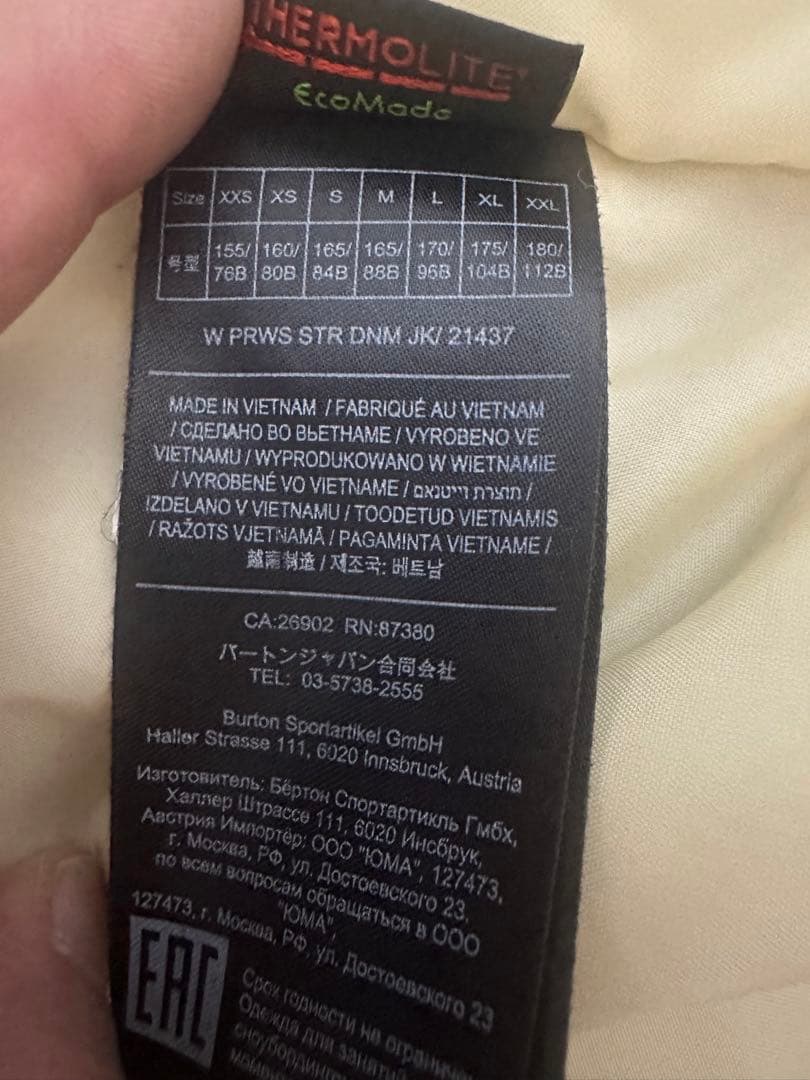 THERMOLITE
EcoMade
Size XXS XS S M L XL XXL
号型 155/76B 160/80B 165/84B 165/88B 170/96B 175/104B 180/112B
W PRWS STR DNM JK/ 21437
MADE IN VIETNAM / FABRIQUÉ AU VIETNAM
/ СДЕЛАНО ВО ВЬЕТНАМЕ / VYROBENO VE
VIETNAMU / WYPRODUKOWANO W WIETNAMIE
/ VYROBENÉ VO VIETNAME / תוצרת וייטנאם /
IZDELANO V VIETNAMU / TOODETUD VIETNAMIS
/ RAŽOTS VJETNAMĀ / PAGAMINTA VIETNAME /
越南制造 / 제조국: 베트남
CA:26902 RN:87380
バートンジャパン合同会社
TEL: 03-5738-2555
Burton Sportartikel GmbH
Haller Strasse 111, 6020 Innsbruck, Austria
Изготовитель: Бёртон Спортартикль Гмбх,
Халлер Штрассе 111, 6020 Инсбрук,
Австрия Импортёр: ООО "ЮМА", 127473,
г. Москва, РФ, ул. Достоевского 23,
по всем вопросам обращаться в ООО
"ЮМА"
127473, г. Москва, РФ, ул. Достоевского 23
EAC
Срок годности не ограничен
Одежда для занятий